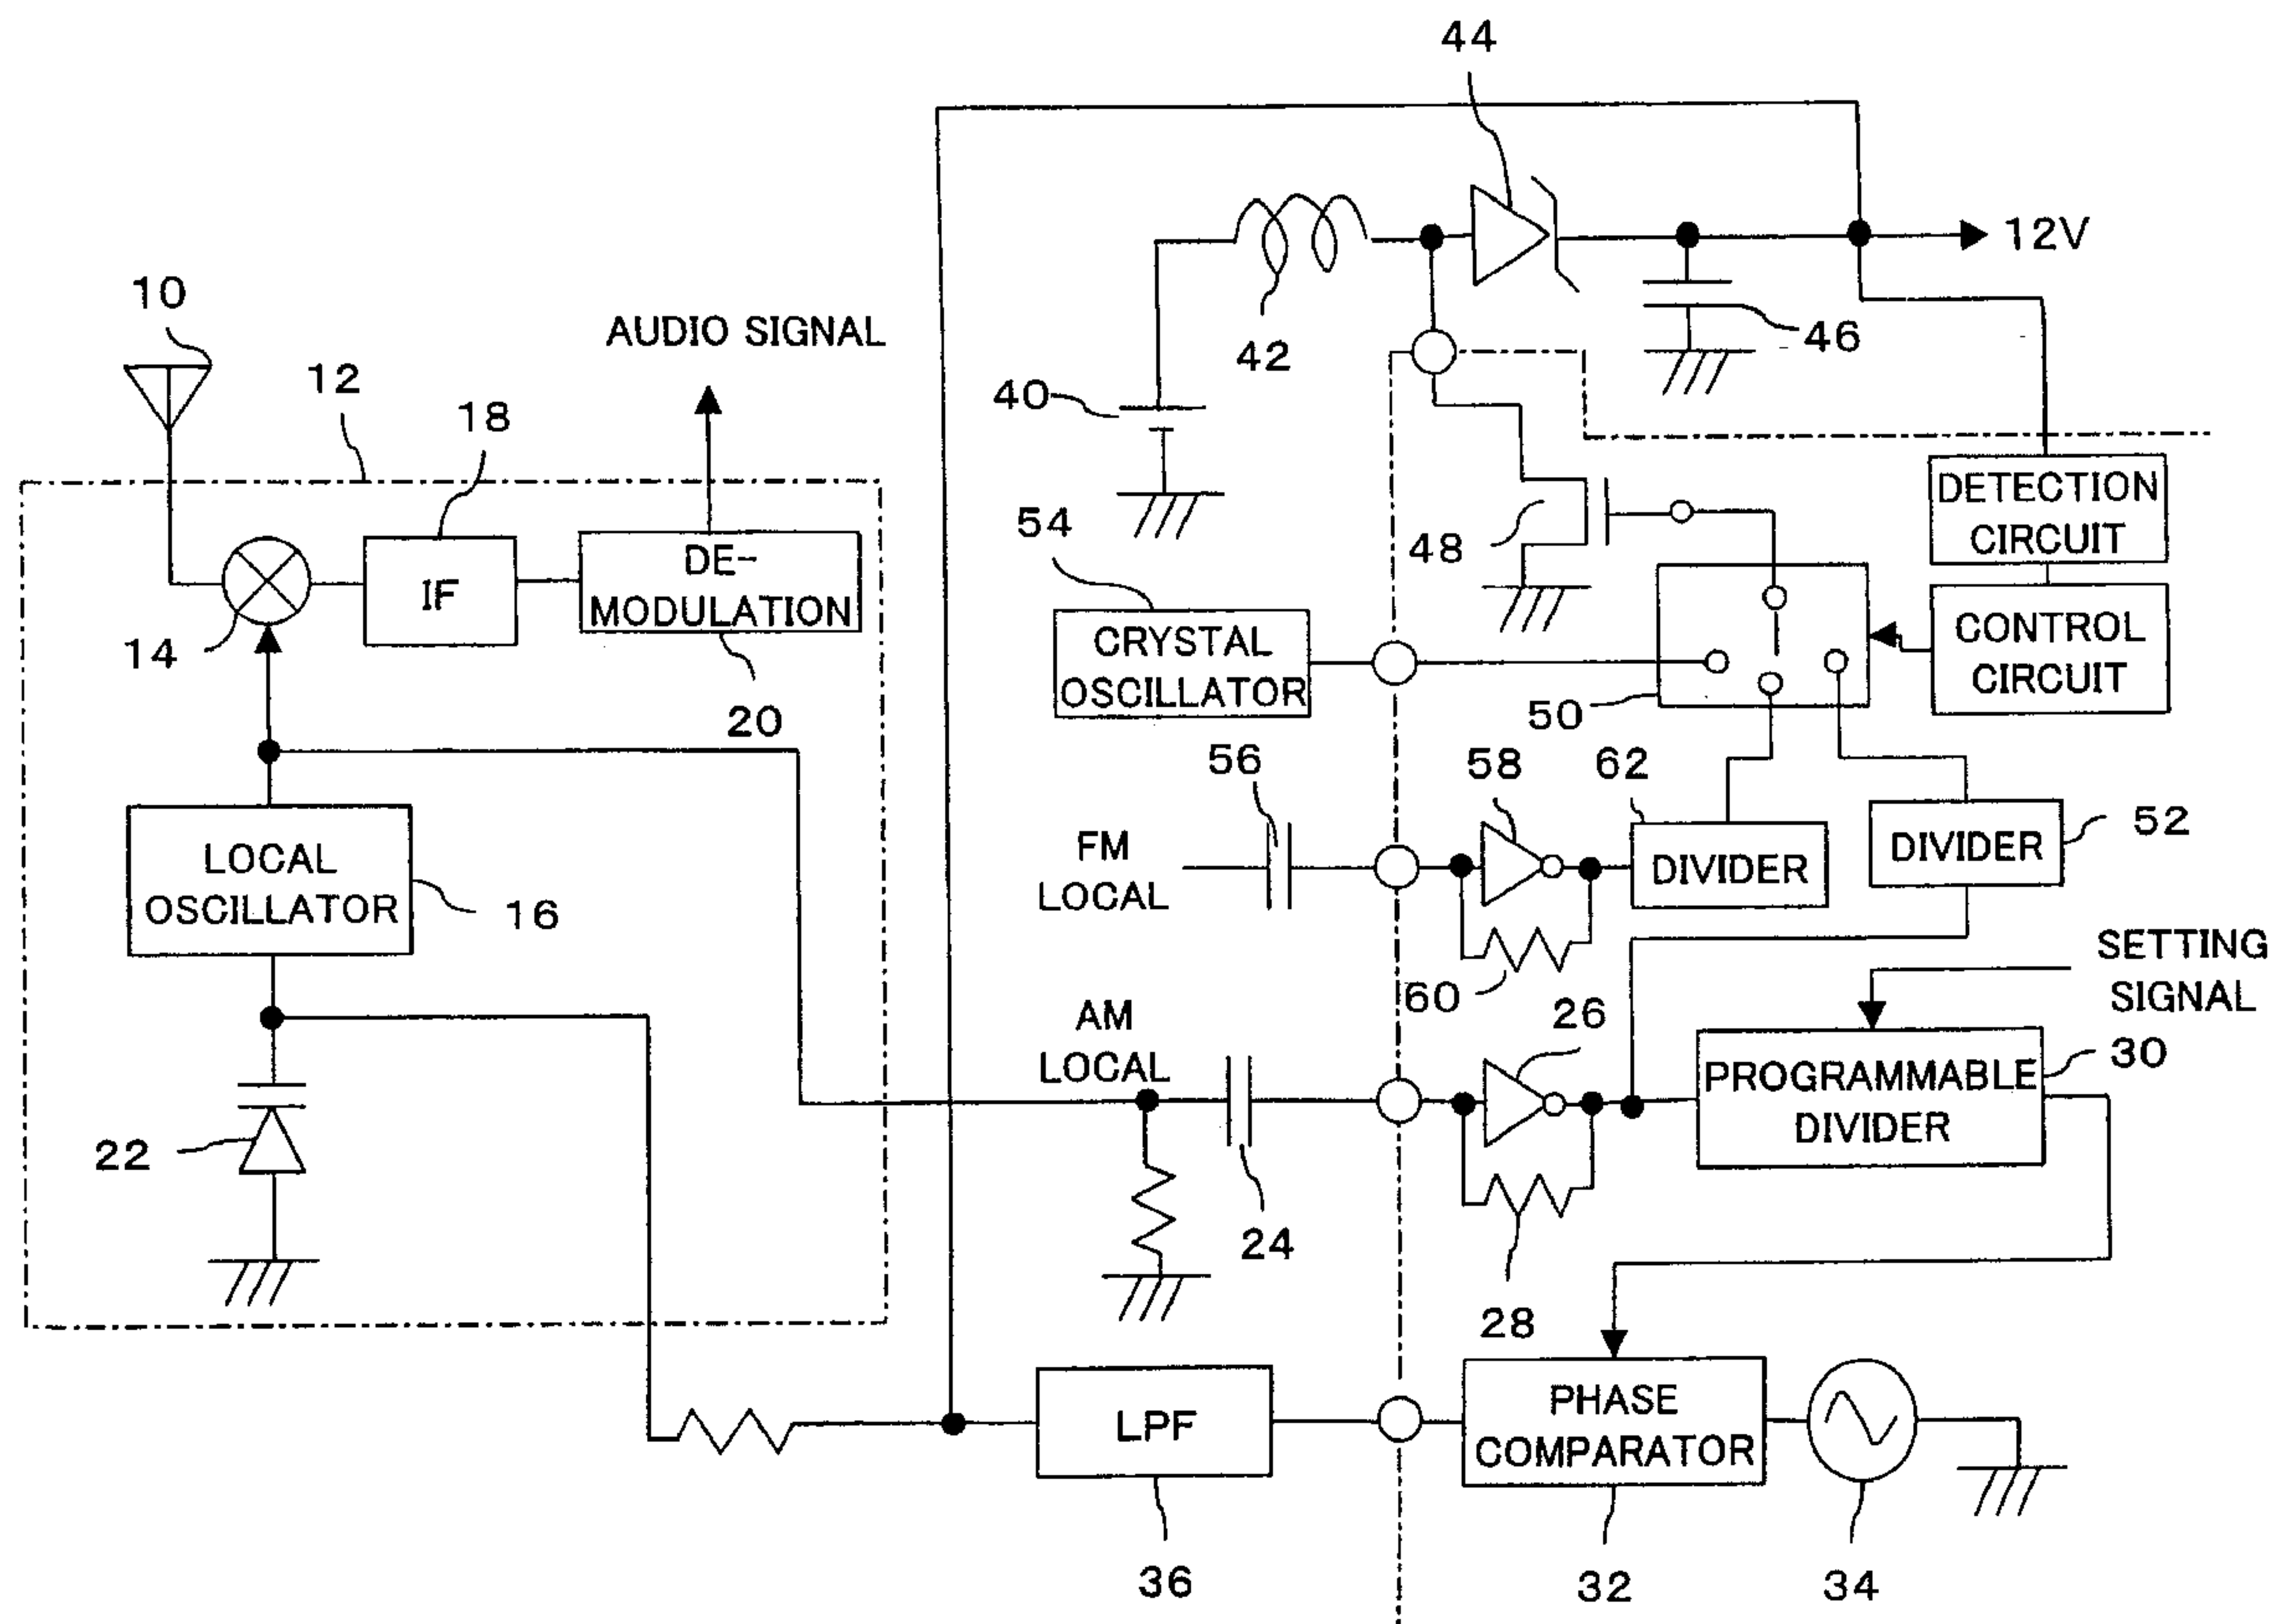 44
12V
10
AUDIO SIGNAL
46
42
12
40
18
DETECTION
CIRCUIT
54
48
IF
DE-
MODULATION
14
CRYSTAL
OSCILLATOR
CONTROL
CIRCUIT
20
50
56
58
62
52
FM
LOCAL
DIVIDER
DIVIDER
LOCAL
OSCILLATOR
16
SETTING
SIGNAL
60
26
AM
LOCAL
30
PROGRAMMABLE
DIVIDER
22
24
28
LPF
PHASE
COMPARATOR
36
32
34